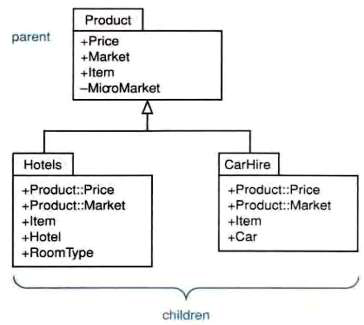 Product
parent
+Price
+Market
+Item
–MicroMarket
Hotels
+Product::Price
+Product::Market
+Item
+Hotel
+RoomType
CarHire
+Product::Price
+Product::Market
+Item
+Car
children